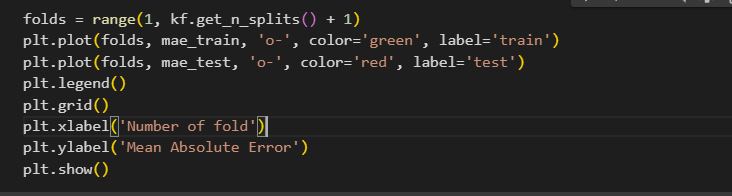 folds = range(1, kf.get_n_splits() + 1)
plt.plot(folds, mae_train, 'o-', color='green', label='train')
plt.plot(folds, mae_test, 'o-', color='red', label='test')
plt.legend()
plt.grid()
plt.xlabel('Number of fold')
plt.ylabel('Mean Absolute Error')
plt.show()